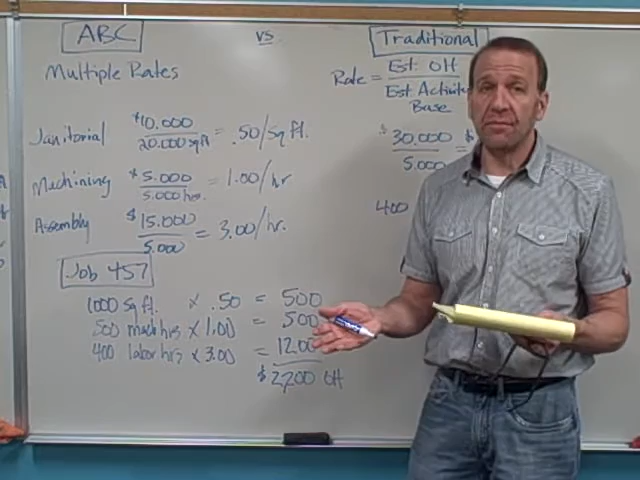 ABC vs Traditional
Multiple Rates
Rate = Est. OH
Est Activity
Base
Janitorial $10.000 = .50/sq ft.
20.000 sq ft
$30.000 = $
5.000
Machining $5.000 = 1.00/hr
5.000 hrs
400
Assembly $15.000 = 3.00/hr.
5.000
Job 457
1000 sq ft. × .50 = 500
500 mach hrs × 1.00 = 500
400 labor hrs × 3.00 = 1200
$2,200 OH